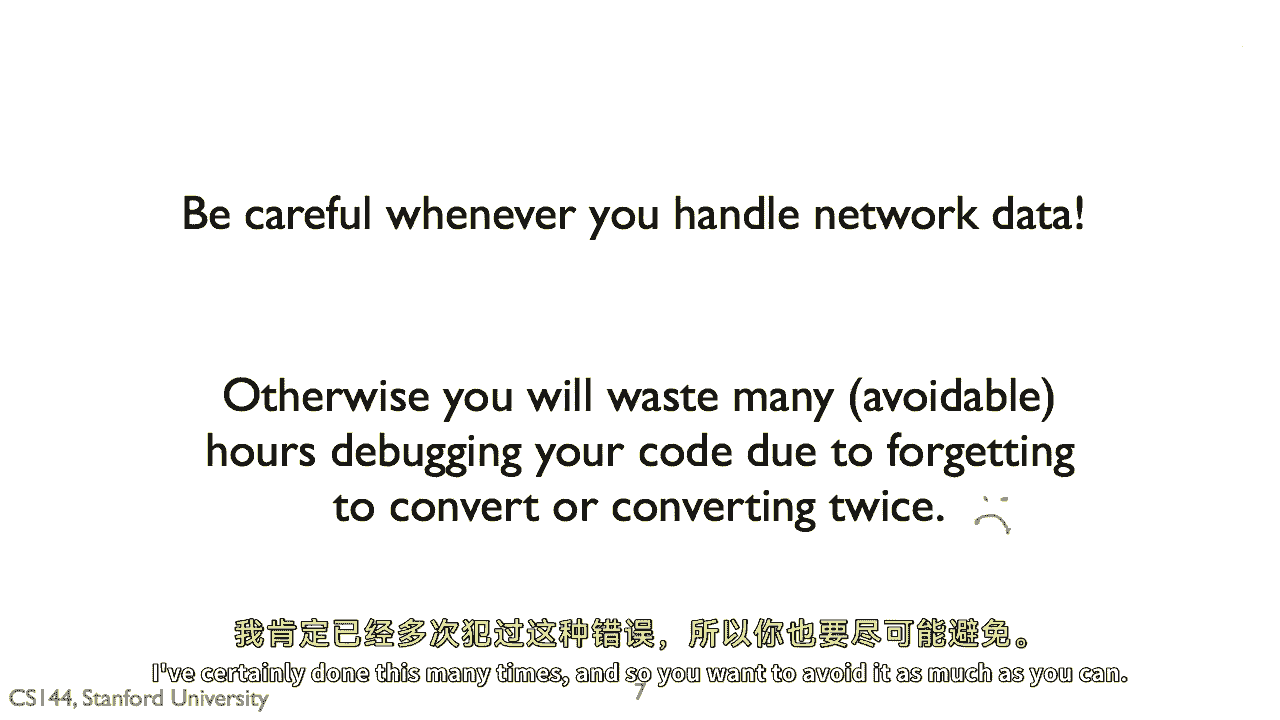 Be careful whenever you handle network data!
Otherwise you will waste many (avoidable)
hours debugging your code due to forgetting
to convert or converting twice.
我肯定已经多次犯过这种错误，所以你也要尽可能避免。
I've certainly done this many times, and so you want to avoid it as much as you can.
CS144, Stanford University
7